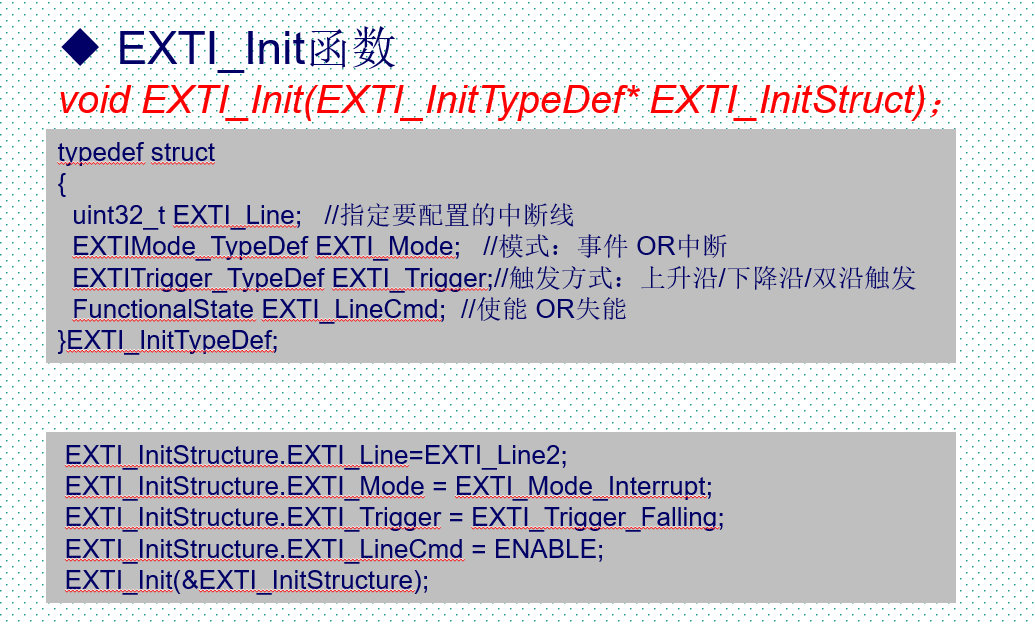 ◆ EXTI_Init函数
void EXTI_Init(EXTI_InitTypeDef* EXTI_InitStruct)；
typedef struct
{
uint32_t EXTI_Line; //指定要配置的中断线
EXTIMode_TypeDef EXTI_Mode; //模式：事件 OR中断
EXTITrigger_TypeDef EXTI_Trigger;//触发方式：上升沿/下降沿/双沿触发
FunctionalState EXTI_LineCmd; //使能 OR失能
}EXTI_InitTypeDef;
EXTI_InitStructure.EXTI_Line=EXTI_Line2;
EXTI_InitStructure.EXTI_Mode = EXTI_Mode_Interrupt;
EXTI_InitStructure.EXTI_Trigger = EXTI_Trigger_Falling;
EXTI_InitStructure.EXTI_LineCmd = ENABLE;
EXTI_Init(&EXTI_InitStructure);